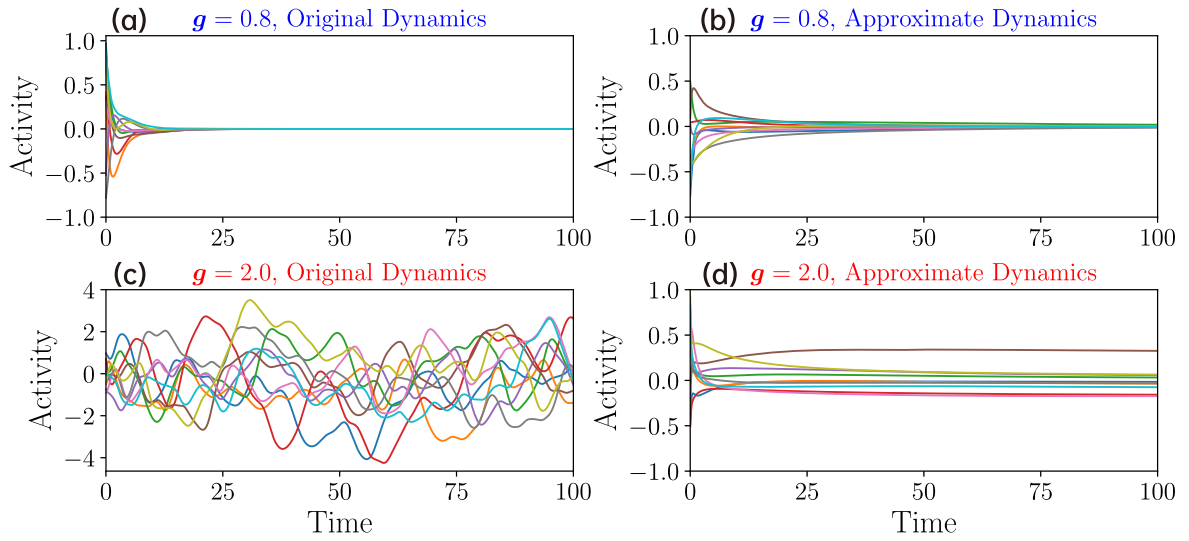 (a) g = 0.8, Original Dynamics
1.0
0.5
0.0
−0.5
−1.0
Activity
0 25 50 75 100
(b) g = 0.8, Approximate Dynamics
1.0
0.5
0.0
−0.5
−1.0
Activity
0 25 50 75 100
(c) g = 2.0, Original Dynamics
4
2
0
−2
−4
Activity
0 25 50 75 100
Time
(d) g = 2.0, Approximate Dynamics
1.0
0.5
0.0
−0.5
−1.0
Activity
0 25 50 75 100
Time